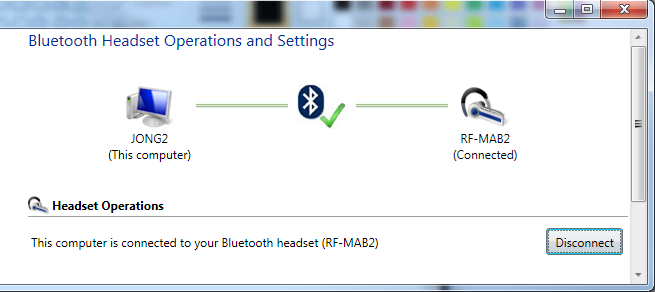 Bluetooth Headset Operations and Settings
JONG2
(This computer)
RF-MAB2
(Connected)
Headset Operations
This computer is connected to your Bluetooth headset (RF-MAB2)
Disconnect